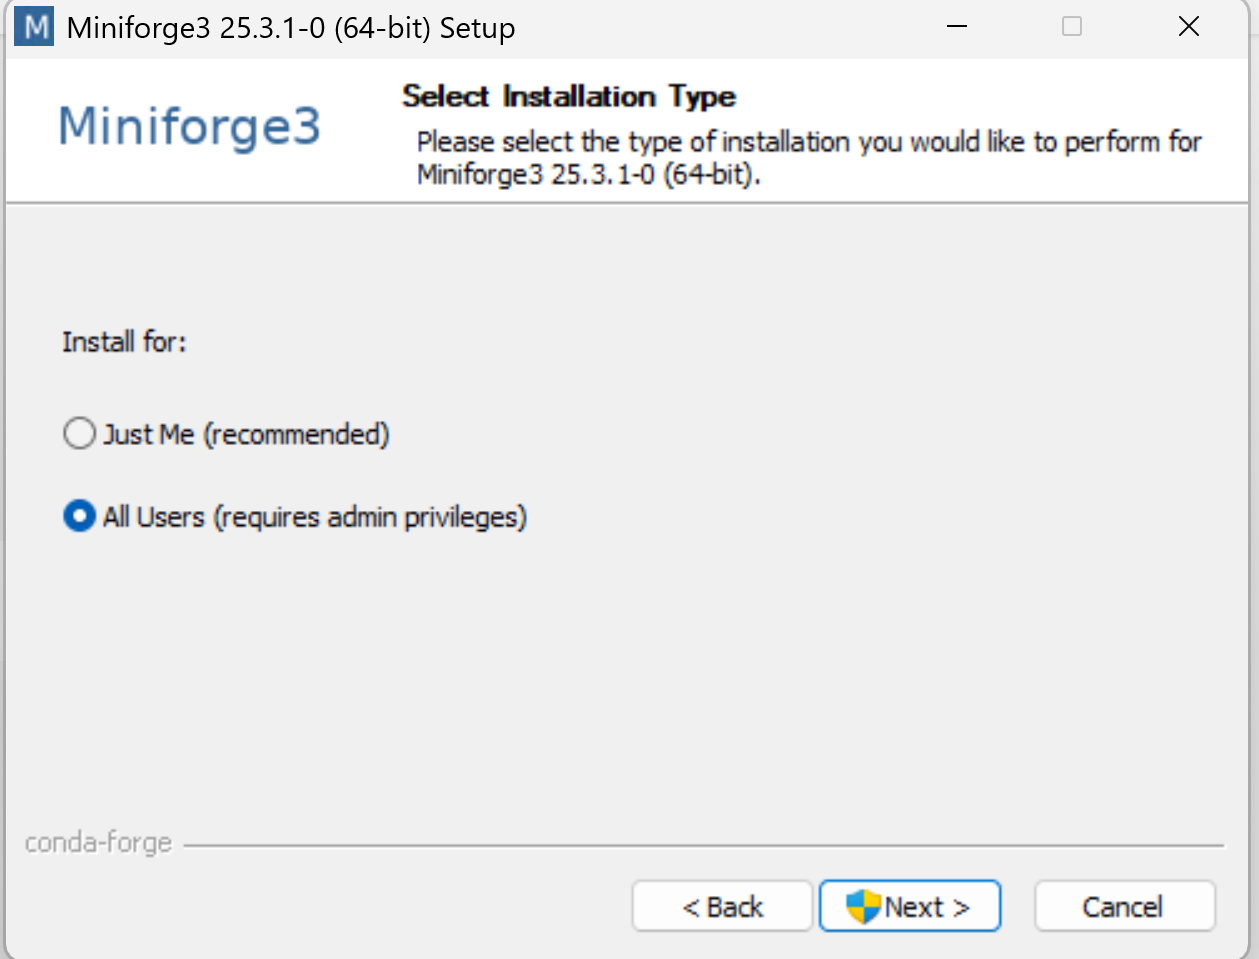 M Miniforge3 25.3.1-0 (64-bit) Setup
Miniforge3
Select Installation Type
Please select the type of installation you would like to perform for
Miniforge3 25.3.1-0 (64-bit).
Install for:
Just Me (recommended)
All Users (requires admin privileges)
conda-forge
< Back
Next >
Cancel